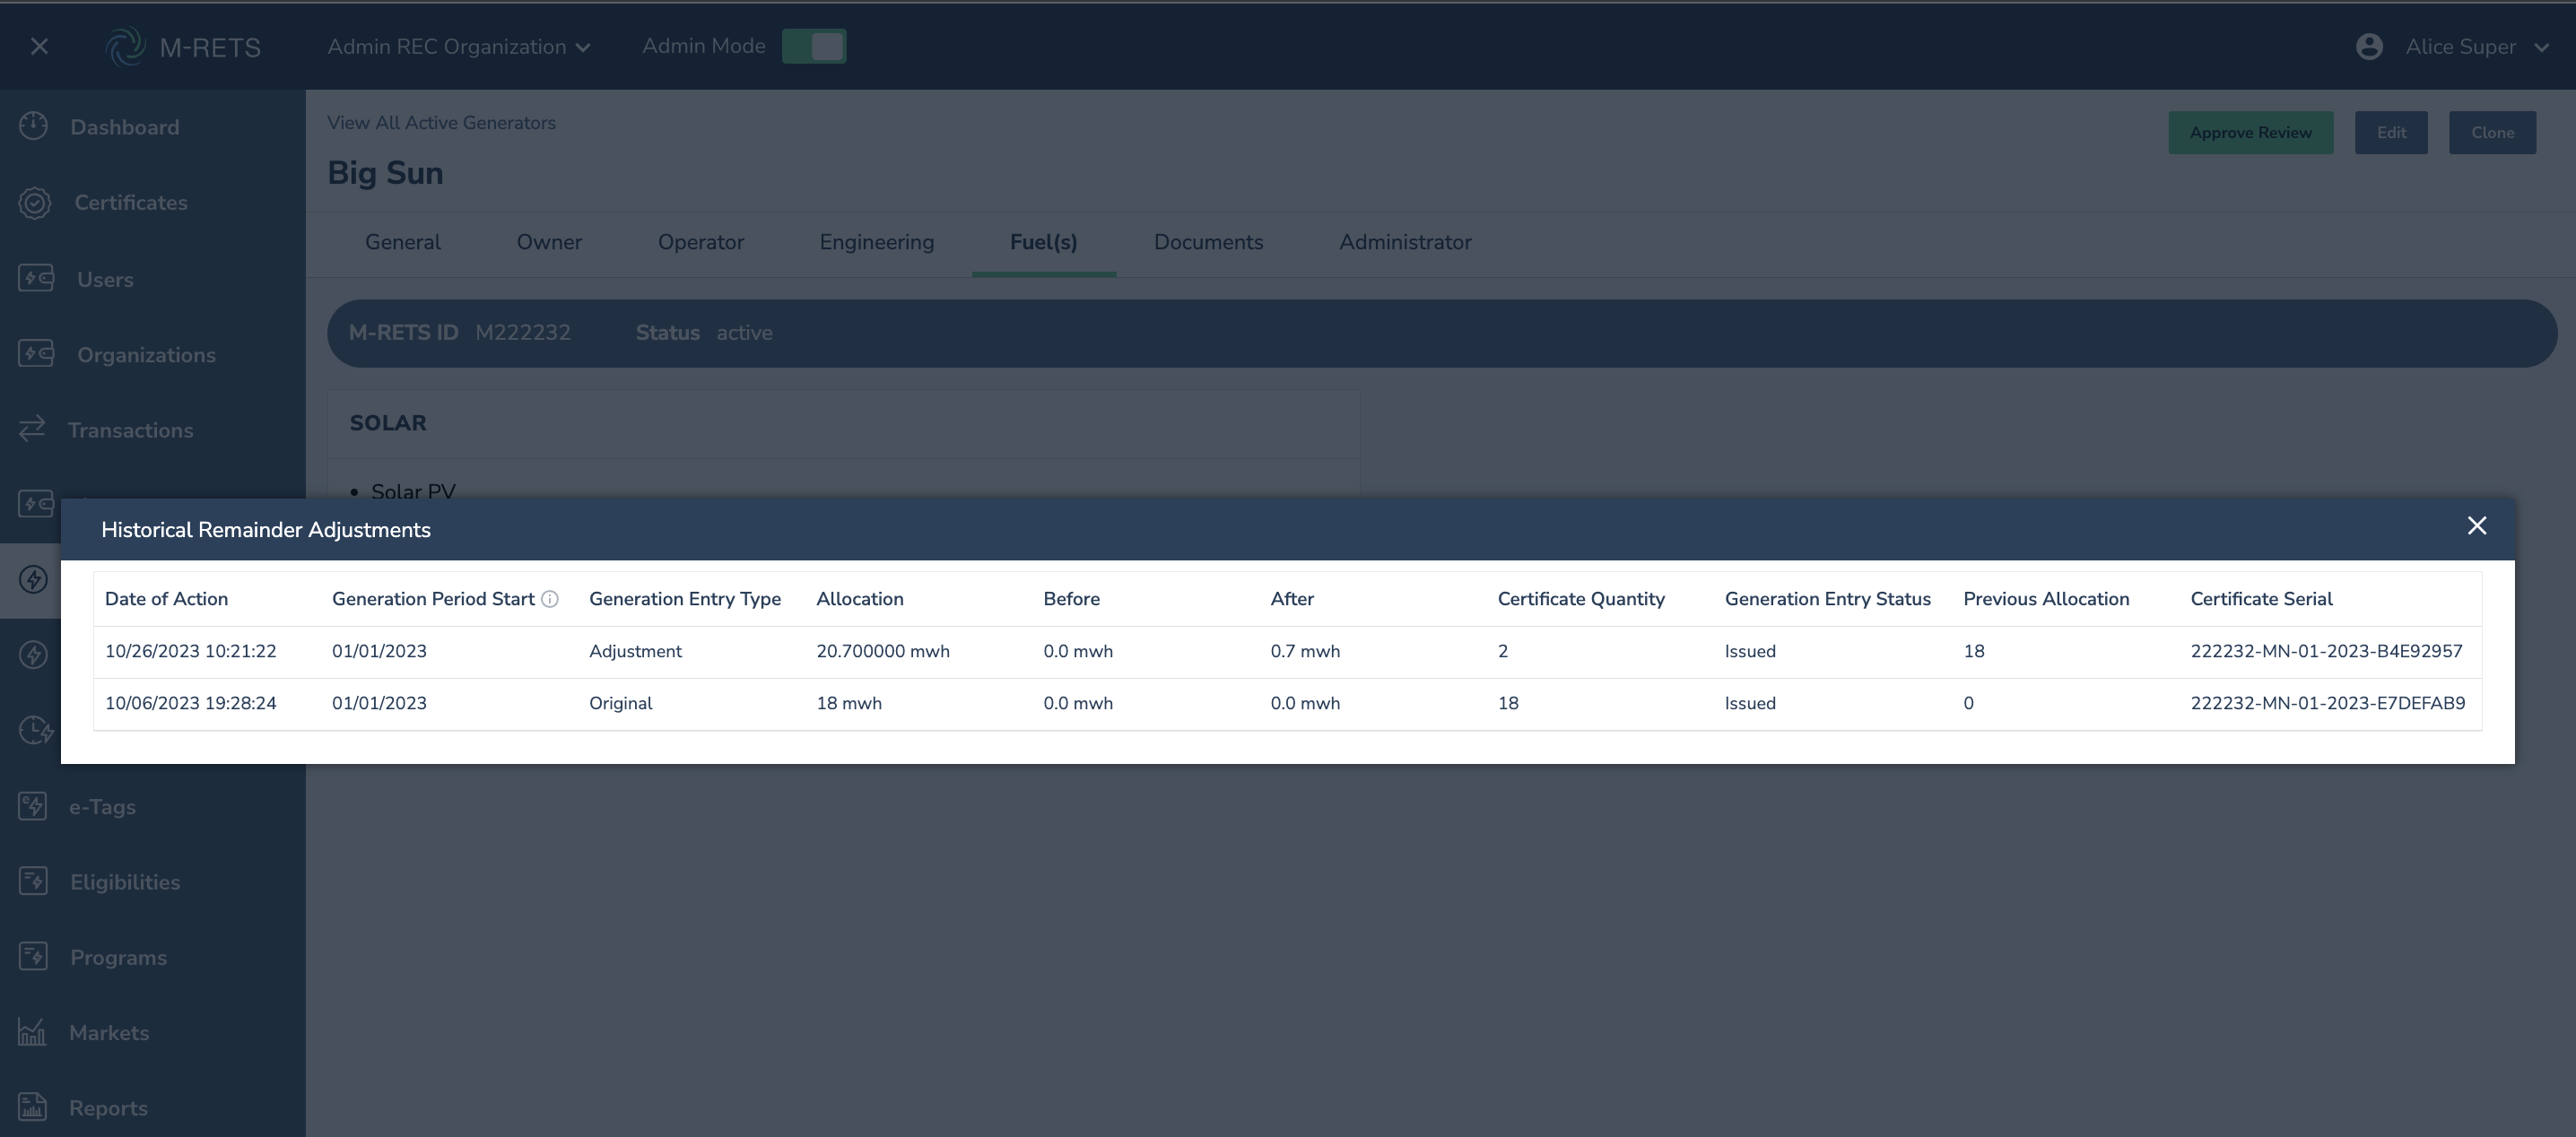 M-RETS
Admin REC Organization
Admin Mode
Alice Super
Dashboard
Certificates
Users
Organizations
Transactions
e-Tags
Eligibilities
Programs
Markets
Reports
View All Active Generators
Approve Review
Edit
Clone
Big Sun
General Owner Operator Engineering Fuel(s) Documents Administrator
M-RETS ID M222232 Status active
SOLAR
• Solar PV
Historical Remainder Adjustments
Date of Action Generation Period Start Generation Entry Type Allocation Before After Certificate Quantity Generation Entry Status Previous Allocation Certificate Serial
10/26/2023 10:21:22 01/01/2023 Adjustment 20.700000 mwh 0.0 mwh 0.7 mwh 2 Issued 18 222232-MN-01-2023-B4E92957
10/06/2023 19:28:24 01/01/2023 Original 18 mwh 0.0 mwh 0.0 mwh 18 Issued 0 222232-MN-01-2023-E7DEFAB9